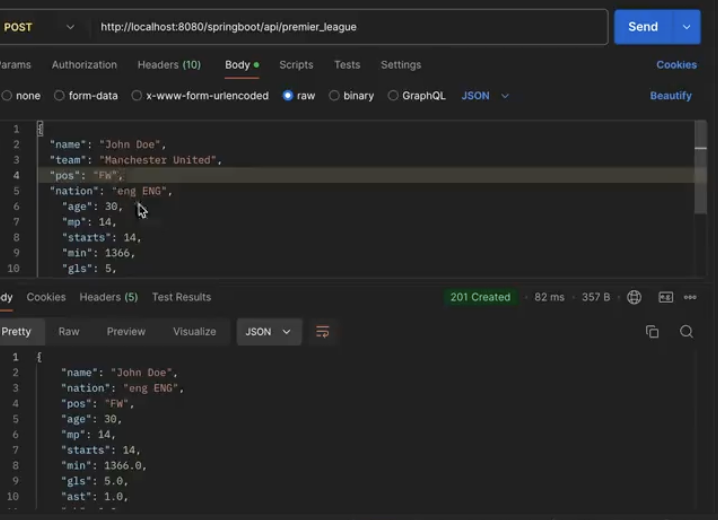 POST http://localhost:8080/springboot/api/premier_league Send
arams Authorization Headers (10) Body Scripts Tests Settings Cookies
none form-data x-www-form-urlencoded raw binary GraphQL JSON Beautify
1 {
2 "name": "John Doe",
3 "team": "Manchester United",
4 "pos": "FW",
5 "nation": "eng ENG",
6 "age": 30,
7 "mp": 14,
8 "starts": 14,
9 "min": 1366,
10 "gls": 5,
dy Cookies Headers (5) Test Results 201 Created · 82 ms · 357 B
Pretty Raw Preview Visualize JSON
1 {
2 "name": "John Doe",
3 "nation": "eng ENG",
4 "pos": "FW",
5 "age": 30,
6 "mp": 14,
7 "starts": 14,
8 "min": 1366.0,
9 "gls": 5.0,
10 "ast": 1.0,